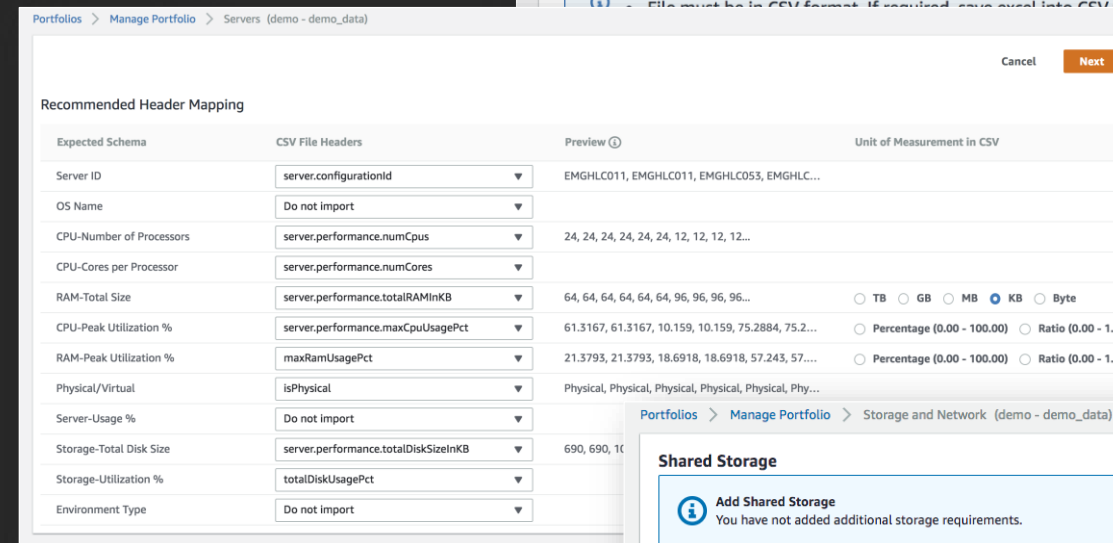 File must be in CSV format. If required, save excel into CSV
Portfolios > Manage Portfolio > Servers (demo - demo_data)
Cancel Next
Recommended Header Mapping
Expected Schema CSV File Headers Preview Unit of Measurement in CSV
Server ID server.configurationId EMGHLC011, EMGHLC011, EMGHLC053, EMGHLC...
OS Name Do not import
CPU-Number of Processors server.performance.numCpus 24, 24, 24, 24, 24, 24, 12, 12, 12, 12...
CPU-Cores per Processor server.performance.numCores
RAM-Total Size server.performance.totalRAMInKB 64, 64, 64, 64, 64, 64, 96, 96, 96, 96... TB GB MB KB Byte
CPU-Peak Utilization % server.performance.maxCpuUsagePct 61.3167, 61.3167, 10.159, 10.159, 75.2884, 75.2... Percentage (0.00 - 100.00) Ratio (0.00 - 1.
RAM-Peak Utilization % maxRamUsagePct 21.3793, 21.3793, 18.6918, 18.6918, 57.243, 57.... Percentage (0.00 - 100.00) Ratio (0.00 - 1.
Physical/Virtual isPhysical Physical, Physical, Physical, Physical, Physical, Phy...
Server-Usage % Do not import
Storage-Total Disk Size server.performance.totalDiskSizeInKB 690, 690, 10
Storage-Utilization % totalDiskUsagePct
Environment Type Do not import
Portfolios > Manage Portfolio > Storage and Network (demo - demo_data)
Shared Storage
Add Shared Storage
You have not added additional storage requirements.